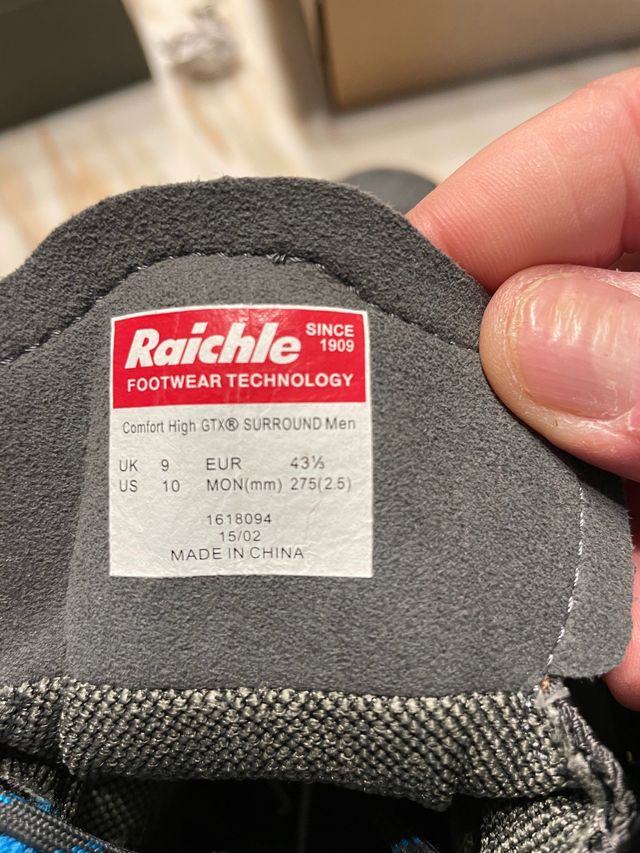 Raichle SINCE 1909
FOOTWEAR TECHNOLOGY
Comfort High GTX® SURROUND Men
UK 9 EUR 43⅓
US 10 MON(mm) 275(2.5)
1618094
15/02
MADE IN CHINA